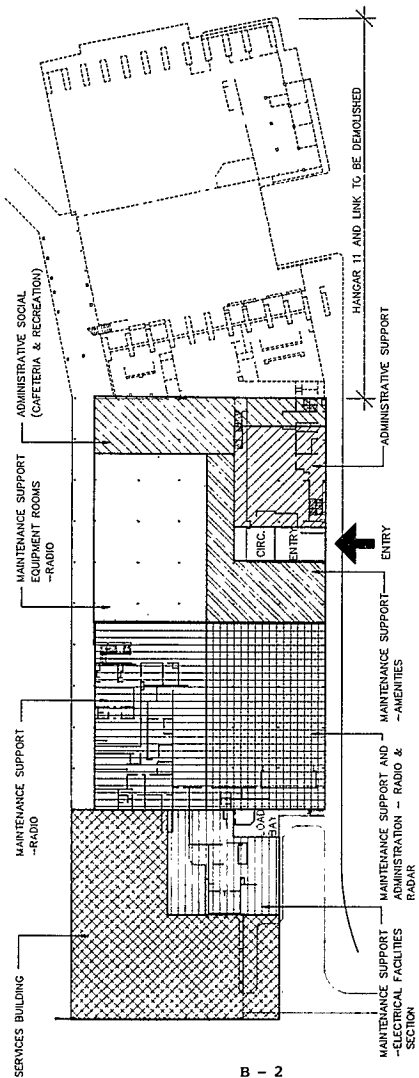 SERVICES BUILDING
MAINTENANCE SUPPORT
-RADIO
MAINTENANCE SUPPORT
EQUIPMENT ROOMS
-RADIO
ADMINISTRATIVE SOCIAL
(CAFETERIA & RECREATION)
HANGAR 11 AND LINK TO BE DEMOLISHED
CIRC.
ENTRY
LOAD
BAY
MAINTENANCE SUPPORT
-ELECTRICAL FACILITIES
SECTION
MAINTENANCE SUPPORT AND
ADMINISTRATION - RADIO &
RADAR
MAINTENANCE SUPPORT-
-AMENITIES
ENTRY
ADMINISTRATIVE SUPPORT
B - 2